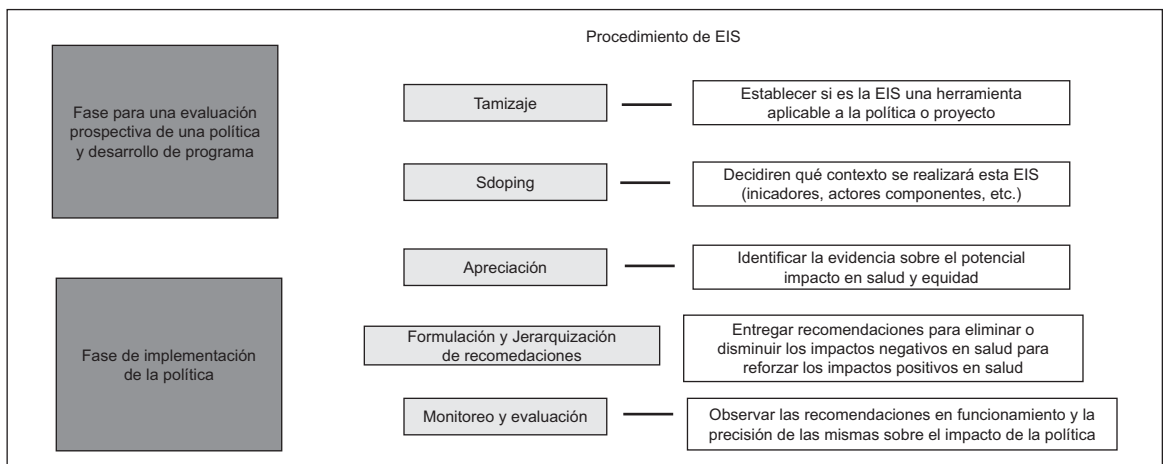 Procedimiento de EIS
Fase para una evaluación
prospectiva de una política
y desarrollo de programa
Tamizaje
Establecer si es la EIS una herramienta
aplicable a la política o proyecto
Sdoping
Decidiren qué contexto se realizará esta EIS
(inicadores, actores componentes, etc.)
Apreciación
Identificar la evidencia sobre el potencial
impacto en salud y equidad
Fase de implementación
de la política
Formulación y Jerarquización
de recomedaciones
Entregar recomendaciones para eliminar o
disminuir los impactos negativos en salud para
reforzar los impactos positivos en salud
Monitoreo y evaluación
Observar las recomendaciones en funcionamiento y la
precisión de las mismas sobre el impacto de la política